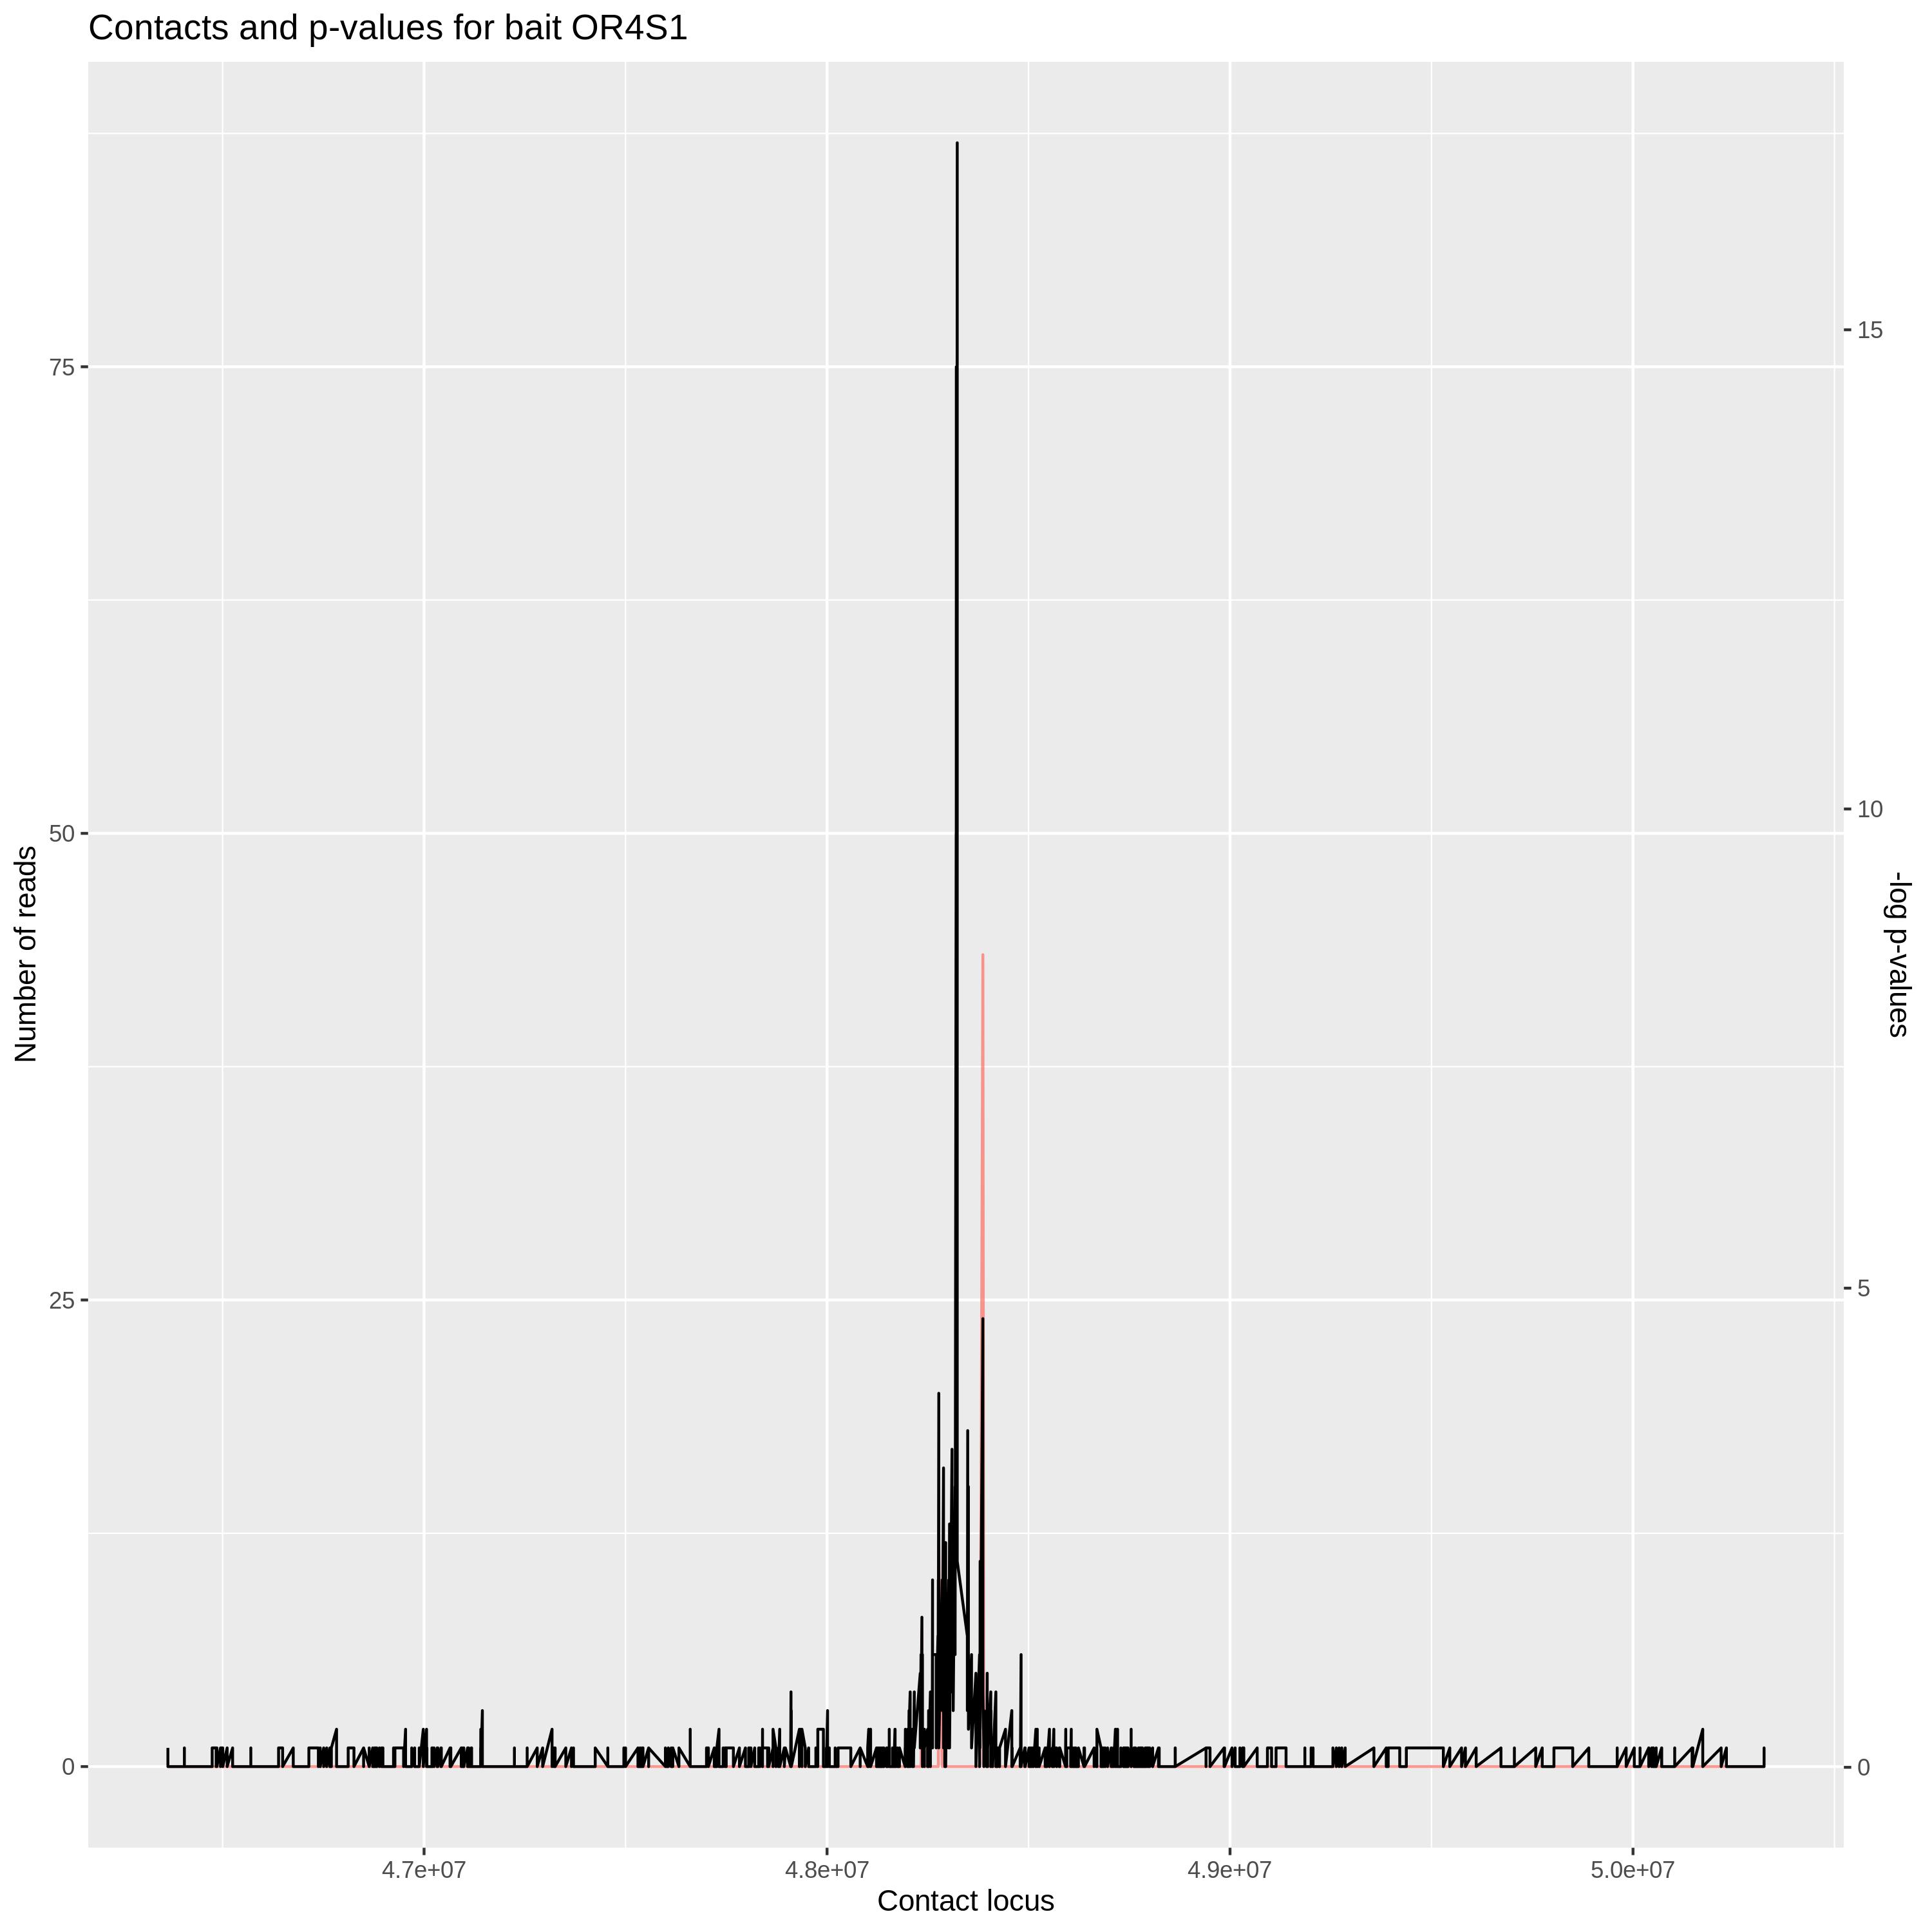 Contacts and p-values for bait OR4S1
75
50
25
0
15
10
5
0
Number of reads
-log p-values
4.7e+07
4.8e+07
4.9e+07
5.0e+07
Contact locus